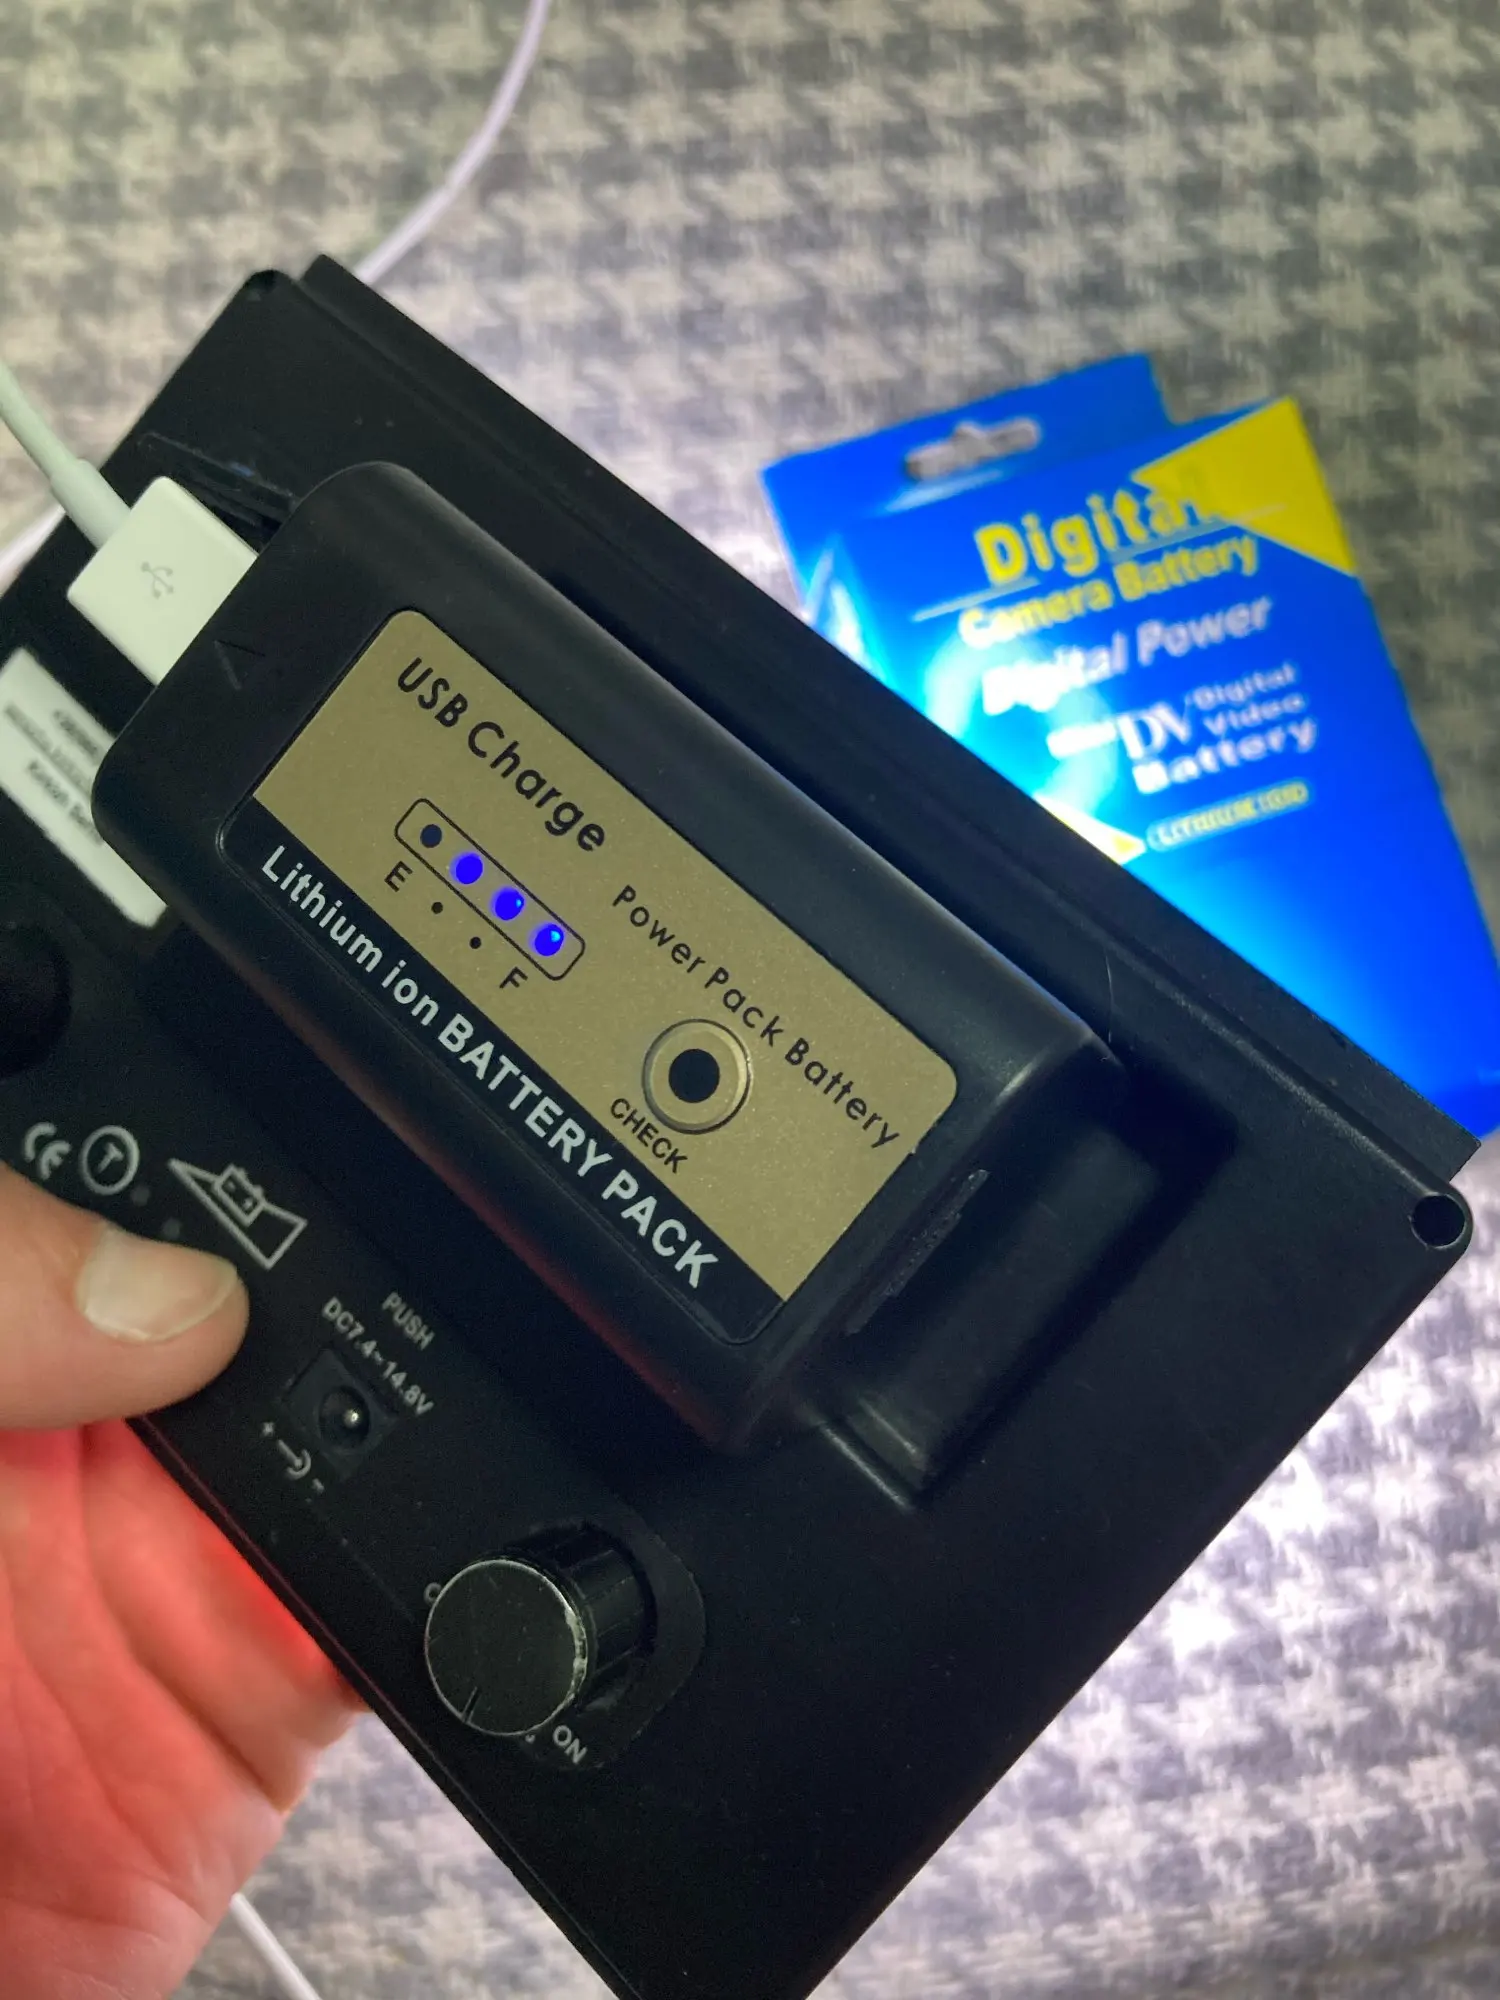 USB Charge
Power Pack Battery
E
F
CHECK
Lithium ion BATTERY PACK
CE
T
PUSH
DC7.4~14.8V
+ -
ON
Digital
Camera Battery
Digital Power
DV Digital
Video
Battery